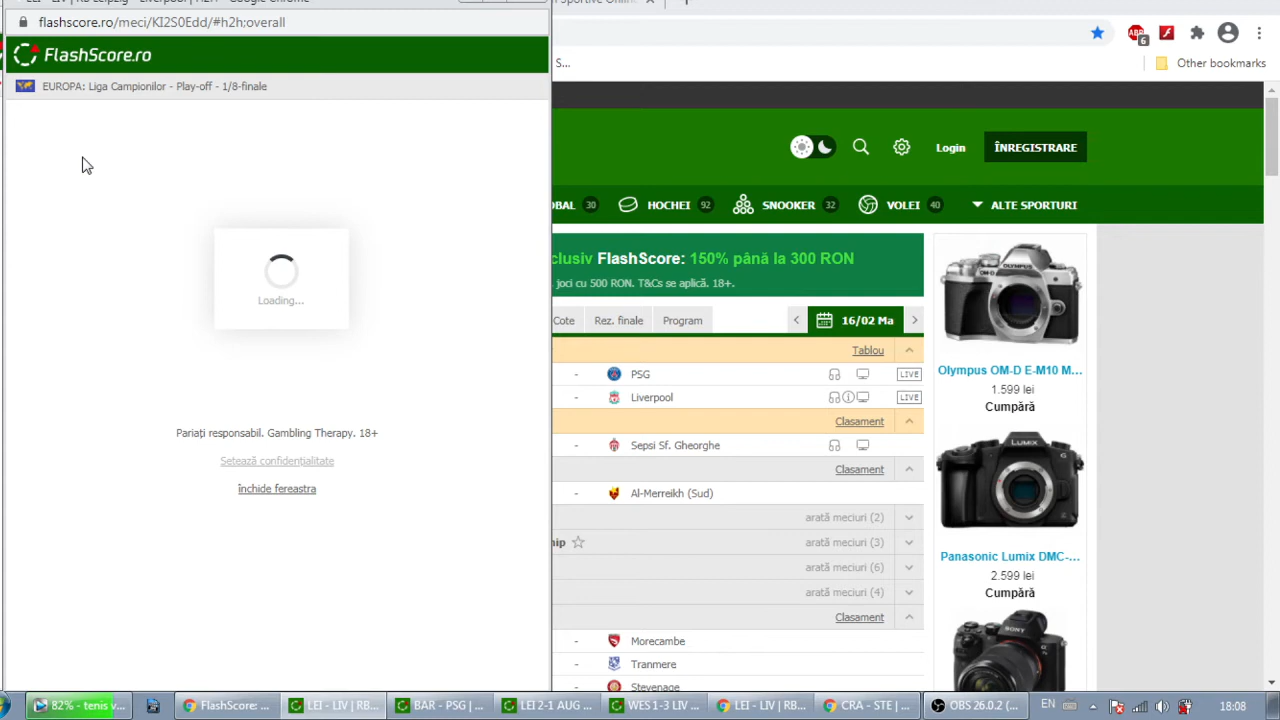 flashscore.ro/meci/KI2S0Edd/#h2h;overall
FlashScore.ro
EUROPA: Liga Campionilor - Play-off - 1/8-finale
Loading...
Pariați responsabil. Gambling Therapy. 18+
Setează confidențialitate
închide fereastra
S...
6
Other bookmarks
Login
ÎNREGISTRARE
30
HOCHEI 92
SNOOKER 32
VOLEI 40
ALTE SPORTURI
FlashScore: 150% până la 300 RON
joci cu 500 RON. T&Cs se aplică. 18+.
Cote
Rez. finale
Program
16/02 Ma
Tablou
- PSG LIVE
- Liverpool LIVE
Clasament
- Sepsi Sf. Gheorghe
Clasament
- Al-Merreikh (Sud)
arată meciuri (2)
arată meciuri (3)
arată meciuri (6)
arată meciuri (4)
Clasament
- Morecambe
- Tranmere
Stevenage
Olympus OM-D E-M10 M...
1.599 lei
Cumpără
Panasonic Lumix DMC-...
2.599 lei
Cumpără
SONY
82% - tenis v...
FlashScore: ...
LEI - LIV | RB...
BAR - PSG | ...
LEI 2-1 AUG ...
WES 1-3 LIV ...
LEI - LIV | RB...
CRA - STE | ...
OBS 26.0.2 (...
EN
18:08